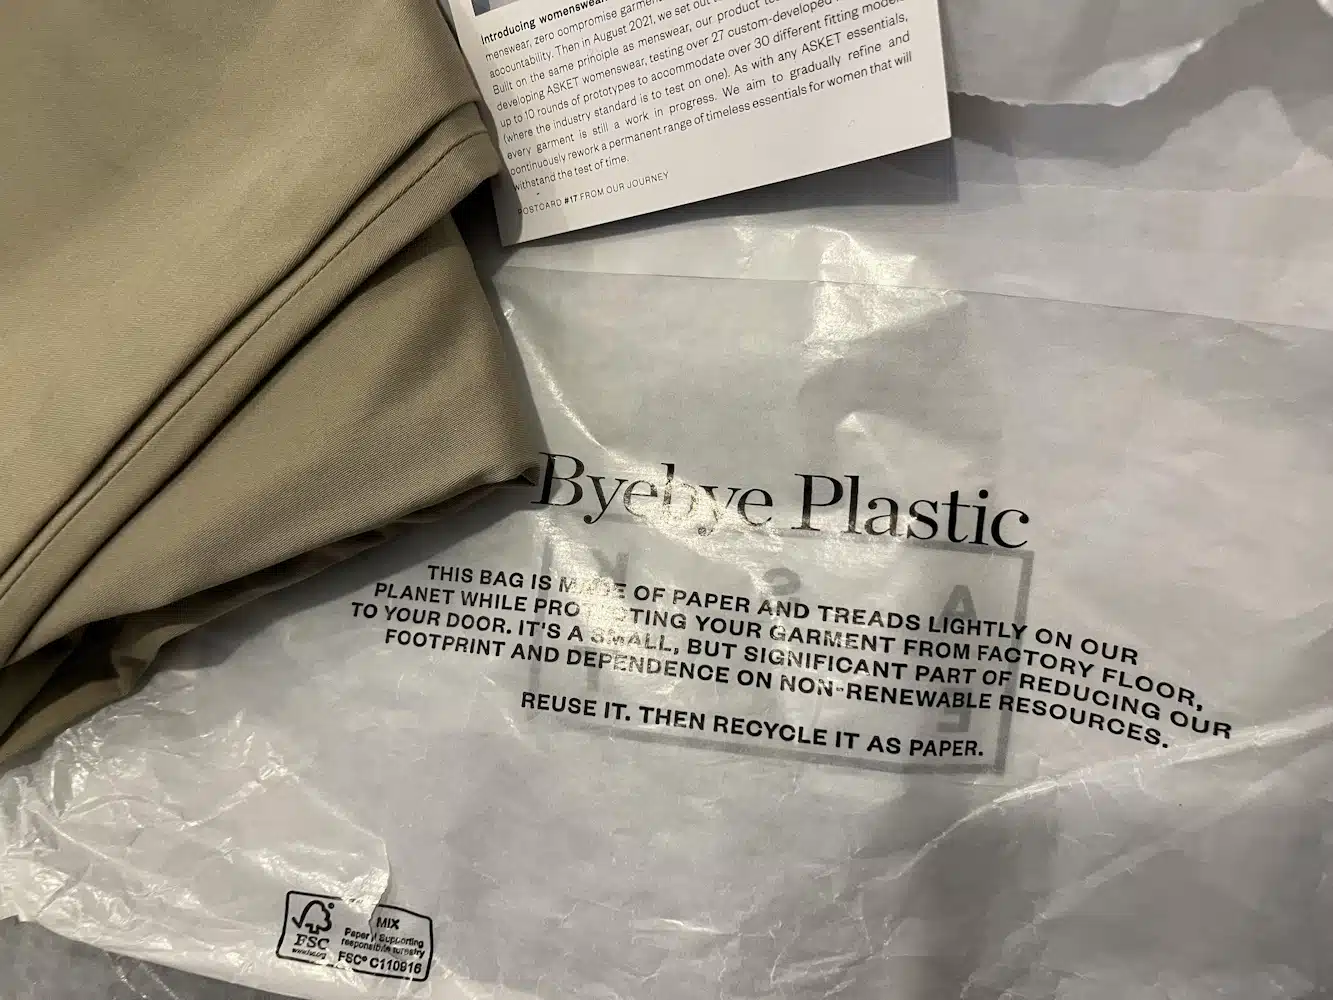 Introducing womenswear
menswear, zero compromise
accountability. Then in August 2021, we set out
Built on the same principle as menswear, our product
developing ASKET womenswear, testing over 27 custom-developed
up to 10 rounds of prototypes to accommodate over 30 different fitting
(where the industry standard is to test on one). As with any ASKET essentials,
every garment is still a work in progress. We aim to gradually refine and
continuously rework a permanent range of timeless essentials for women that will
withstand the test of time.
POSTCARD #17 FROM OUR JOURNEY
Byebye Plastic
THIS BAG IS MADE OF PAPER AND TREADS LIGHTLY ON OUR
PLANET WHILE PROTECTING YOUR GARMENT FROM FACTORY FLOOR,
TO YOUR DOOR. IT'S A SMALL, BUT SIGNIFICANT PART OF REDUCING OUR
FOOTPRINT AND DEPENDENCE ON NON-RENEWABLE RESOURCES.
REUSE IT. THEN RECYCLE IT AS PAPER.
FSC
www.fsc.org
MIX
Paper | Supporting
responsible forestry
FSC® C110916